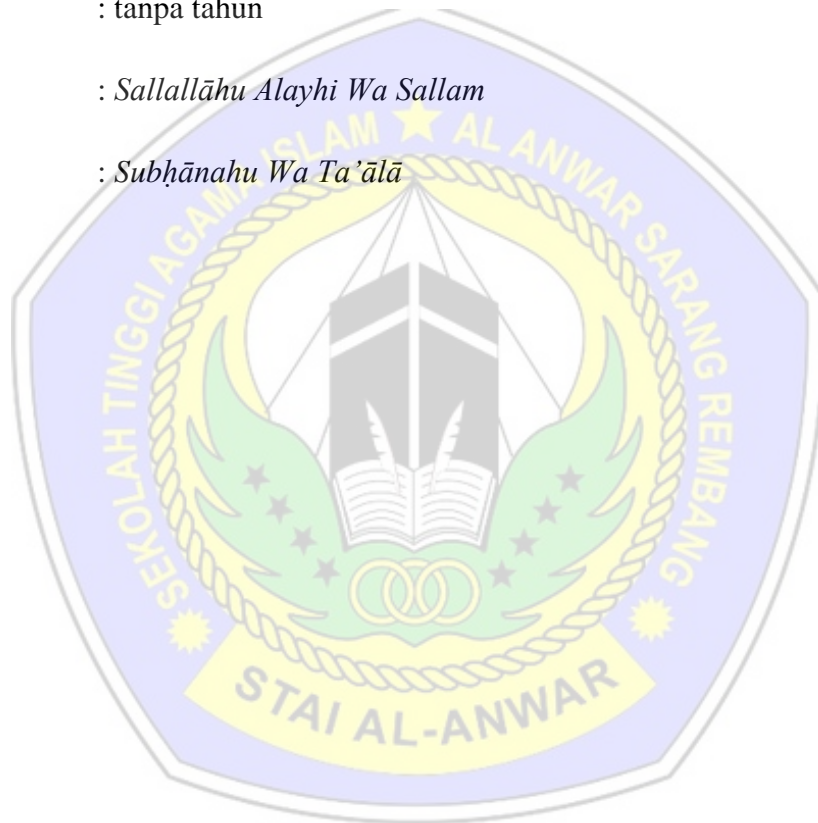 : tanpa tahun
: Sallallāhu Alayhi Wa Sallam
: Subḥānahu Wa Ta’ālā
SEKOLAH TINGGI AGAMA ISLAM AL ANWAR SARANG REMBANG
STAI AL-ANWAR